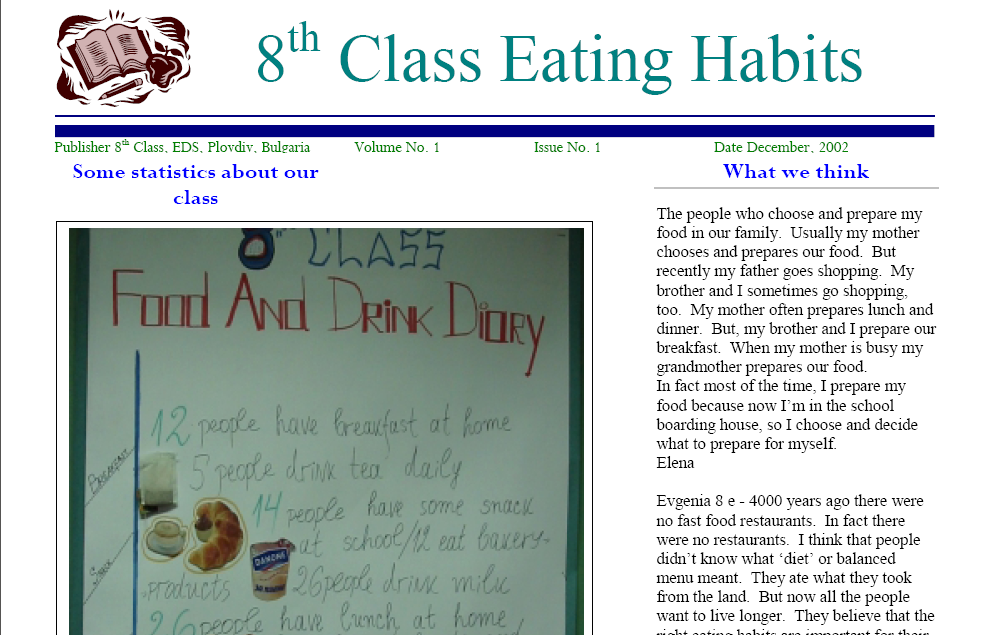 8th Class Eating Habits
Publisher 8th Class, EDS, Plovdiv, Bulgaria Volume No. 1 Issue No. 1 Date December, 2002
Some statistics about our
class
8TH CLASS
Food And Drink Diary
BREAKFAST
12 people have breakfast at home
5 people drink tea daily
SNACK
14 people have some snack
at school/12 eat bakery-
products 26 people drink milk
DANONE
26 people have lunch at home,
What we think
The people who choose and prepare my
food in our family. Usually my mother
chooses and prepares our food. But
recently my father goes shopping. My
brother and I sometimes go shopping,
too. My mother often prepares lunch and
dinner. But, my brother and I prepare our
breakfast. When my mother is busy my
grandmother prepares our food.
In fact most of the time, I prepare my
food because now I'm in the school
boarding house, so I choose and decide
what to prepare for myself.
Elena
Evgenia 8 e - 4000 years ago there were
no fast food restaurants. In fact there
were no restaurants. I think that people
didn't know what ‘diet’ or balanced
menu meant. They ate what they took
from the land. But now all the people
want to live longer. They believe that the
right eating habits are important for their